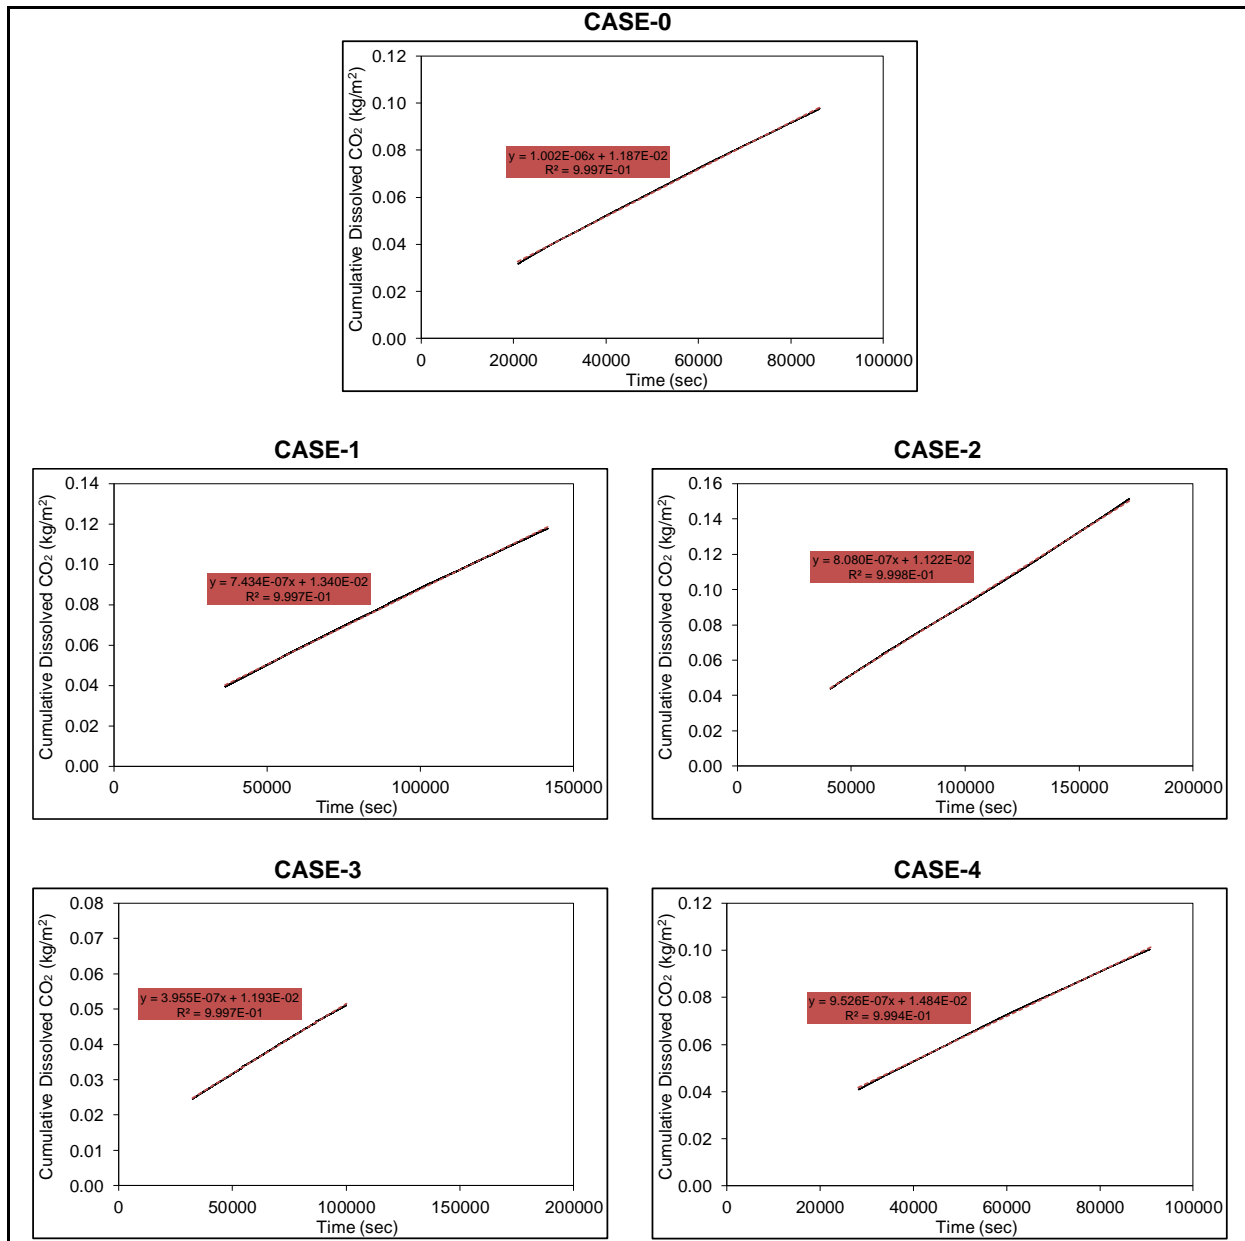 CASE-0
Cumulative Dissolved CO₂ (kg/m²)
0.12
0.10
0.08
0.06
0.04
0.02
0.00
y = 1.002E-06x + 1.187E-02
R² = 9.997E-01
0 20000 40000 60000 80000 100000
Time (sec)
CASE-1
Cumulative Dissolved CO₂ (kg/m²)
0.14
0.12
0.10
0.08
0.06
0.04
0.02
0.00
y = 7.434E-07x + 1.340E-02
R² = 9.997E-01
0 50000 100000 150000
Time (sec)
CASE-2
Cumulative Dissolved CO₂ (kg/m²)
0.16
0.14
0.12
0.10
0.08
0.06
0.04
0.02
0.00
y = 8.080E-07x + 1.122E-02
R² = 9.998E-01
0 50000 100000 150000 200000
Time (sec)
CASE-3
Cumulative Dissolved CO₂ (kg/m²)
0.08
0.07
0.06
0.05
0.04
0.03
0.02
0.01
0.00
y = 3.955E-07x + 1.193E-02
R² = 9.997E-01
0 50000 100000 150000 200000
Time (sec)
CASE-4
Cumulative Dissolved CO₂ (kg/m²)
0.12
0.10
0.08
0.06
0.04
0.02
0.00
y = 9.526E-07x + 1.484E-02
R² = 9.994E-01
0 20000 40000 60000 80000 100000
Time (sec)